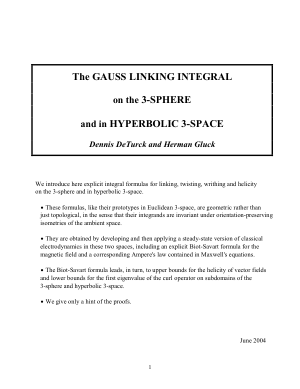 The GAUSS LINKING INTEGRAL
on the 3-SPHERE
and in HYPERBOLIC 3-SPACE
Dennis DeTurck and Herman Gluck
We introduce here explicit integral formulas for linking, twisting, writhing and helicity
on the 3-sphere and in hyperbolic 3-space.
• These formulas, like their prototypes in Euclidean 3-space, are geometric rather than
just topological, in the sense that their integrands are invariant under orientation-preserving
isometries of the ambient space.
• They are obtained by developing and then applying a steady-state version of classical
electrodynamics in these two spaces, including an explicit Biot-Savart formula for the
magnetic field and a corresponding Ampere's law contained in Maxwell's equations.
• The Biot-Savart formula leads, in turn, to upper bounds for the helicity of vector fields
and lower bounds for the first eigenvalue of the curl operator on subdomains of the
3-sphere and hyperbolic 3-space.
• We give only a hint of the proofs.
June 2004
1